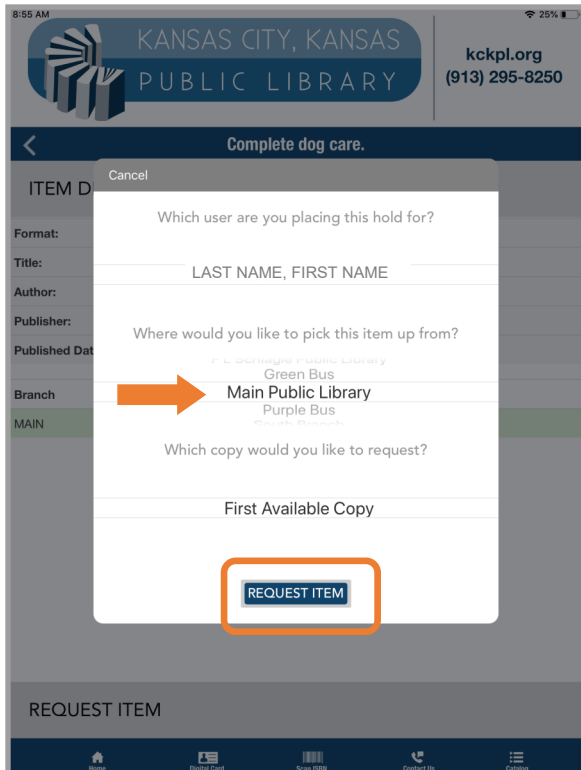 8:55 AM
25%
KANSAS CITY, KANSAS
PUBLIC LIBRARY
kckpl.org
(913) 295-8250
Complete dog care.
ITEM D
Cancel
Which user are you placing this hold for?
Format:
Title:
LAST NAME, FIRST NAME
Author:
Publisher:
Where would you like to pick this item up from?
Published Dat
Public Library
Green Bus
Branch
Main Public Library
Purple Bus
MAIN
South Branch
Which copy would you like to request?
First Available Copy
REQUEST ITEM
REQUEST ITEM
Home
Digital Card
Scan ISBN
Contact Us
Catalog